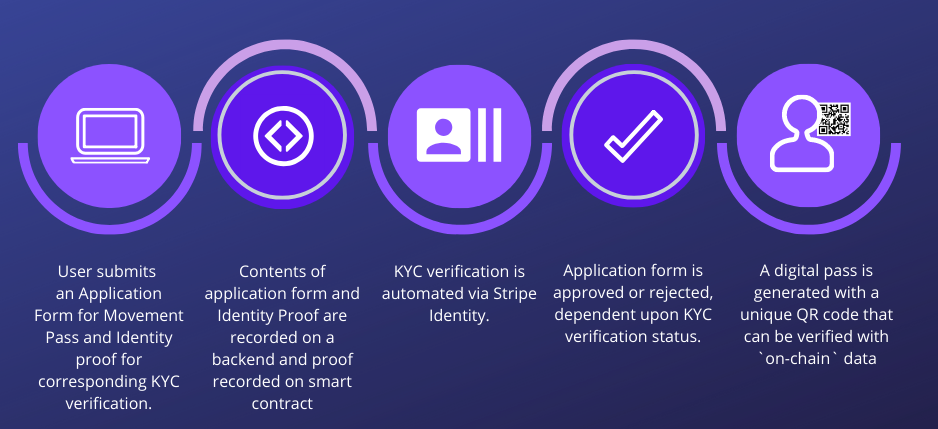 User submits
an Application
Form for Movement
Pass and Identity
proof for
corresponding KYC
verification.
Contents of
application form and
Identity Proof are
recorded on a
backend and proof
recorded on smart
contract
KYC verification is
automated via Stripe
Identity.
Application form is
approved or rejected,
dependent upon KYC
verification status.
A digital pass is
generated with a
unique QR code that
can be verified with
`on-chain` data